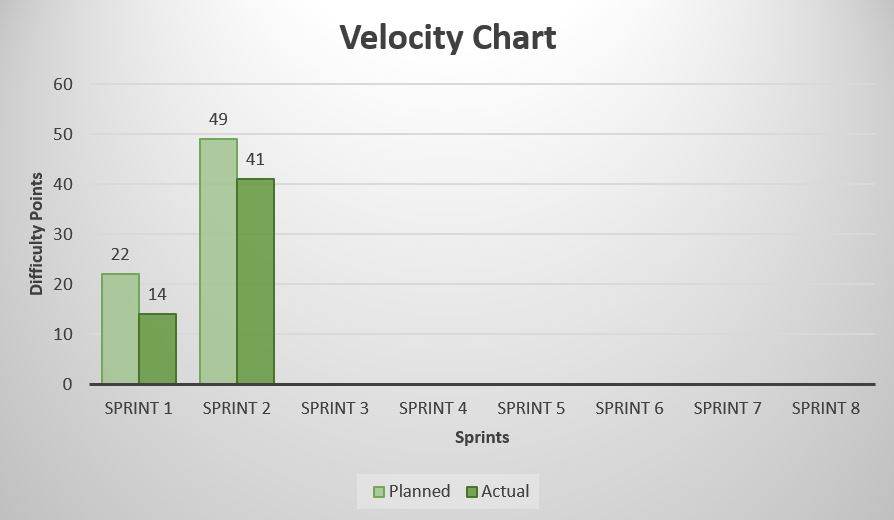 Velocity Chart
60
50
40
30
20
10
0
Difficulty Points
22
14
49
41
SPRINT 1 SPRINT 2 SPRINT 3 SPRINT 4 SPRINT 5 SPRINT 6 SPRINT 7 SPRINT 8
Sprints
Planned Actual